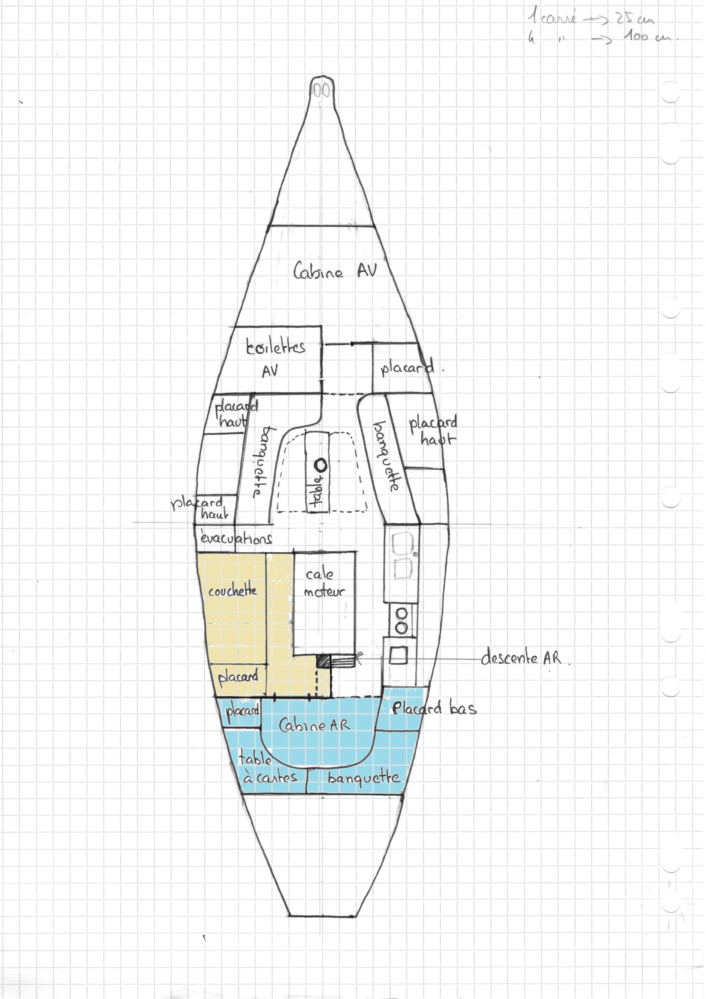 1 carré → 25 cm
4 " → 100 cm.
Cabine AV
toilettes
AV
placard.
placard
haut
banquette
table
banquette
placard
haut
placard
haut
évacuations
couchette
cale
moteur
placard
descente AR.
placard
Cabine AR
Placard bas
table
à cartes
banquette